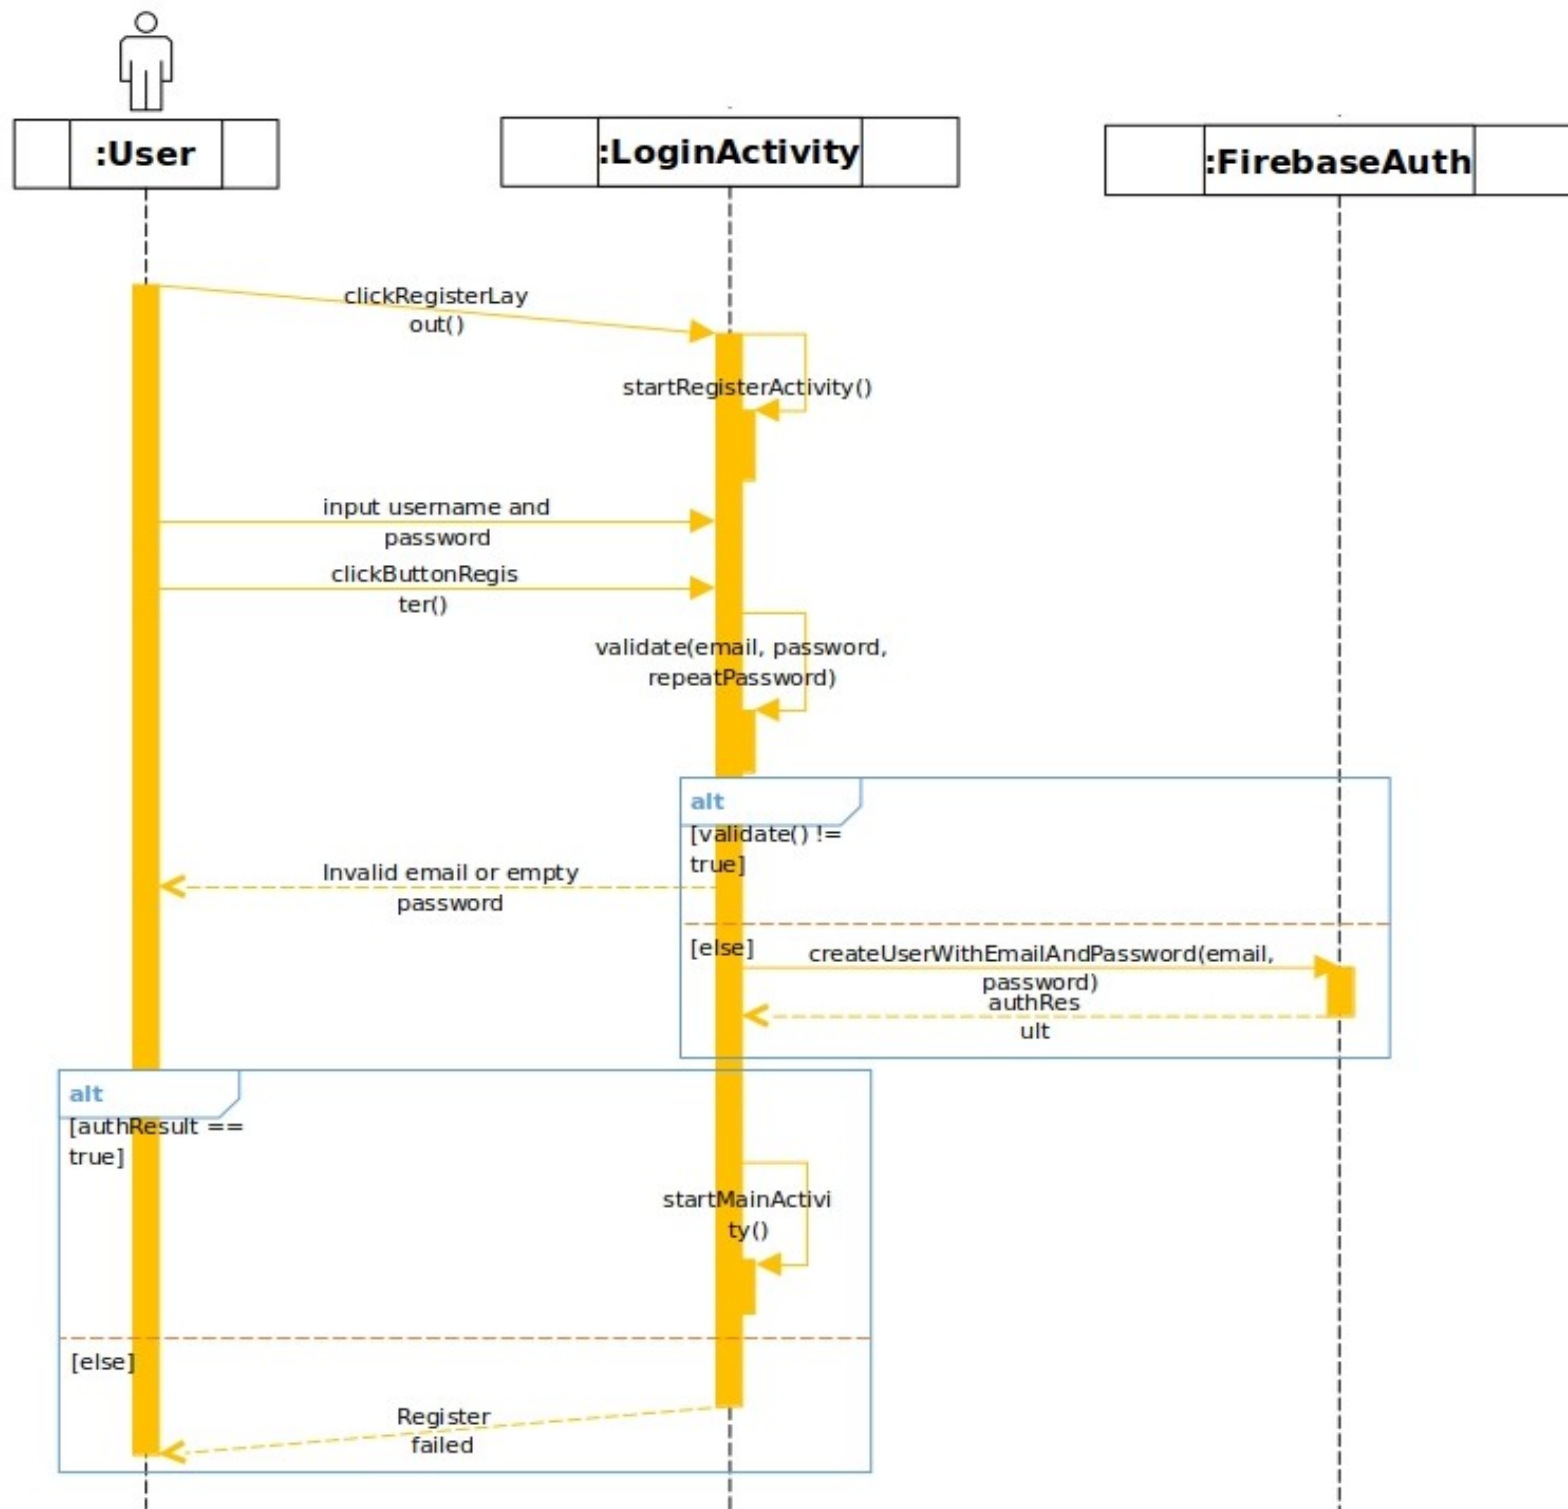 :User
:LoginActivity
:FirebaseAuth
clickRegisterLay
out()
startRegisterActivity()
input username and
password
clickButtonRegis
ter()
validate(email, password,
repeatPassword)
alt
[validate() !=
true]
Invalid email or empty
password
[else]
createUserWithEmailAndPassword(email,
password)
authRes
ult
alt
[authResult ==
true]
startMainActivi
ty()
[else]
Register
failed